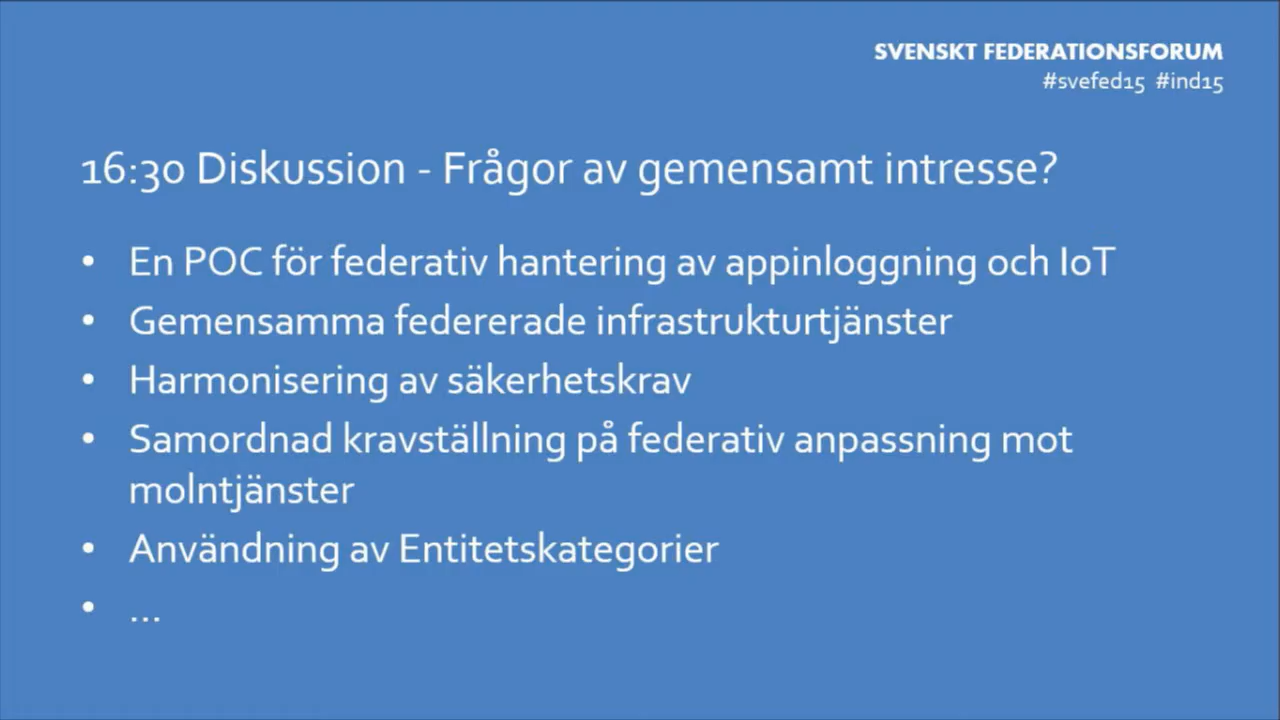 SVENSKT FEDERATIONSFORUM
#svefed15 #ind15
16:30 Diskussion - Frågor av gemensamt intresse?
• En POC för federativ hantering av appinloggning och IoT
• Gemensamma federerade infrastrukturtjänster
• Harmonisering av säkerhetskrav
• Samordnad kravställning på federativ anpassning mot
molntjänster
• Användning av Entitetskategorier
• ...